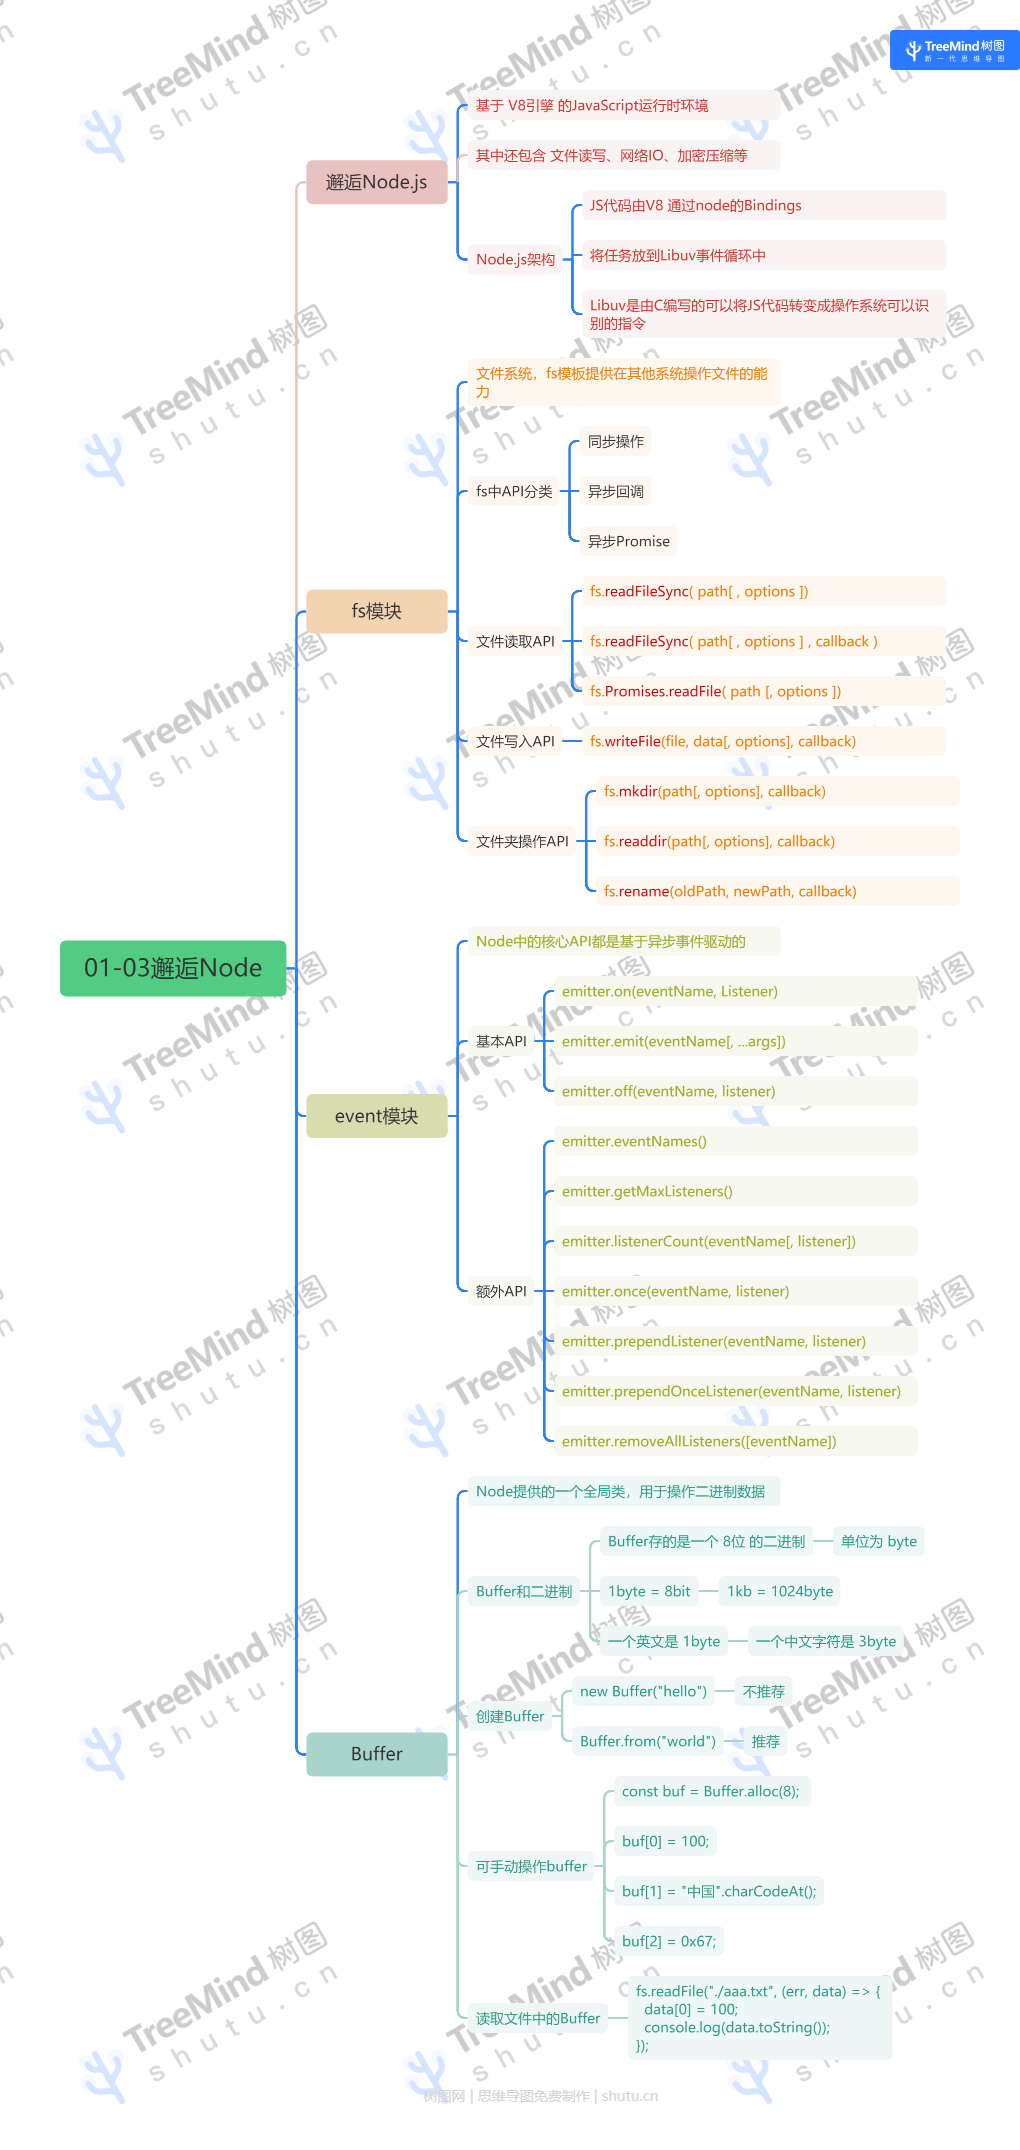 TreeMind树图
新一代思维导图
01-03邂逅Node
邂逅Node.js
基于 V8引擎 的JavaScript运行时环境
其中还包含 文件读写、网络IO、加密压缩等
Node.js架构
JS代码由V8 通过node的Bindings
将任务放到Libuv事件循环中
Libuv是由C编写的可以将JS代码转变成操作系统可以识
别的指令
fs模块
文件系统，fs模板提供在其他系统操作文件的能
力
fs中API分类
同步操作
异步回调
异步Promise
文件读取API
fs.readFileSync( path[ , options ])
fs.readFileSync( path[ , options ] , callback )
fs.Promises.readFile( path [, options ])
文件写入API
fs.writeFile(file, data[, options], callback)
文件夹操作API
fs.mkdir(path[, options], callback)
fs.readdir(path[, options], callback)
fs.rename(oldPath, newPath, callback)
event模块
Node中的核心API都是基于异步事件驱动的
基本API
emitter.on(eventName, Listener)
emitter.emit(eventName[, ...args])
emitter.off(eventName, listener)
额外API
emitter.eventNames()
emitter.getMaxListeners()
emitter.listenerCount(eventName[, listener])
emitter.once(eventName, listener)
emitter.prependListener(eventName, listener)
emitter.prependOnceListener(eventName, listener)
emitter.removeAllListeners([eventName])
Buffer
Node提供的一个全局类，用于操作二进制数据
Buffer和二进制
Buffer存的是一个 8位 的二进制
单位为 byte
1byte = 8bit
1kb = 1024byte
一个英文是 1byte
一个中文字符是 3byte
创建Buffer
new Buffer("hello")
不推荐
Buffer.from("world")
推荐
可手动操作buffer
const buf = Buffer.alloc(8);
buf[0] = 100;
buf[1] = "中国".charCodeAt();
buf[2] = 0x67;
读取文件中的Buffer
fs.readFile("./aaa.txt", (err, data) => {
data[0] = 100;
console.log(data.toString());
});
树图网 | 思维导图免费制作 | shutu.cn